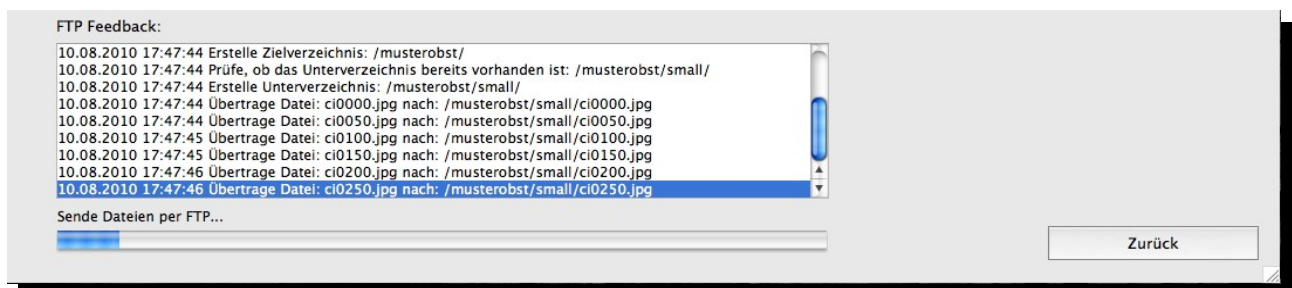 FTP Feedback:
10.08.2010 17:47:44 Erstelle Zielverzeichnis: /musterobst/
10.08.2010 17:47:44 Prüfe, ob das Unterverzeichnis bereits vorhanden ist: /musterobst/small/
10.08.2010 17:47:44 Erstelle Unterverzeichnis: /musterobst/small/
10.08.2010 17:47:44 Übertrage Datei: ci0000.jpg nach: /musterobst/small/ci0000.jpg
10.08.2010 17:47:44 Übertrage Datei: ci0050.jpg nach: /musterobst/small/ci0050.jpg
10.08.2010 17:47:45 Übertrage Datei: ci0100.jpg nach: /musterobst/small/ci0100.jpg
10.08.2010 17:47:45 Übertrage Datei: ci0150.jpg nach: /musterobst/small/ci0150.jpg
10.08.2010 17:47:46 Übertrage Datei: ci0200.jpg nach: /musterobst/small/ci0200.jpg
10.08.2010 17:47:46 Übertrage Datei: ci0250.jpg nach: /musterobst/small/ci0250.jpg
Sende Dateien per FTP...
Zurück